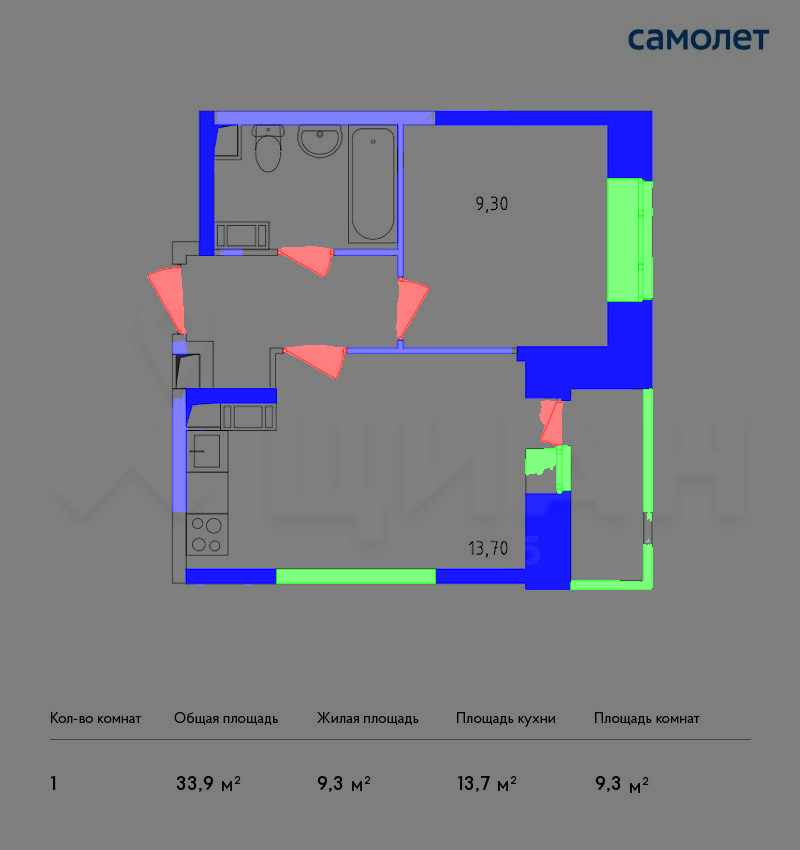 самолет
9,30
ЦИАН
13,70
Кол-во комнат Общая площадь Жилая площадь Площадь кухни Площадь комнат
1 33,9 м² 9,3 м² 13,7 м² 9,3 м²